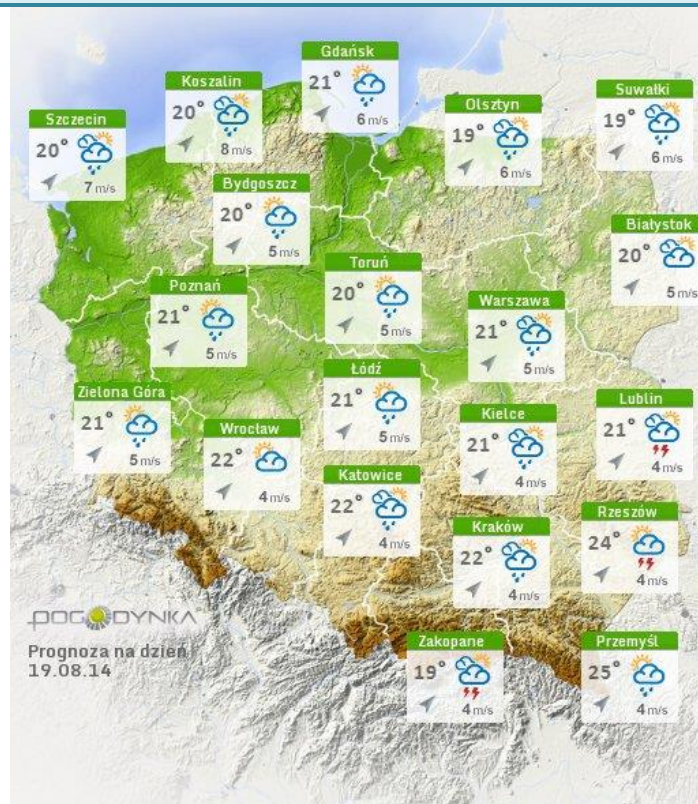 Gdańsk
21°
6 m/s
Koszalin
20°
8 m/s
Szczecin
20°
7 m/s
Olsztyn
19°
6 m/s
Suwałki
19°
6 m/s
Bydgoszcz
20°
5 m/s
Białystok
20°
5 m/s
Toruń
20°
5 m/s
Poznań
21°
5 m/s
Warszawa
21°
5 m/s
Łódź
21°
5 m/s
Zielona Góra
21°
5 m/s
Wrocław
22°
4 m/s
Kielce
21°
4 m/s
Lublin
21°
4 m/s
Katowice
22°
4 m/s
Kraków
22°
4 m/s
Rzeszów
24°
4 m/s
POGODYNKA
Prognoza na dzień
19.08.14
Zakopane
19°
4 m/s
Przemyśl
25°
4 m/s